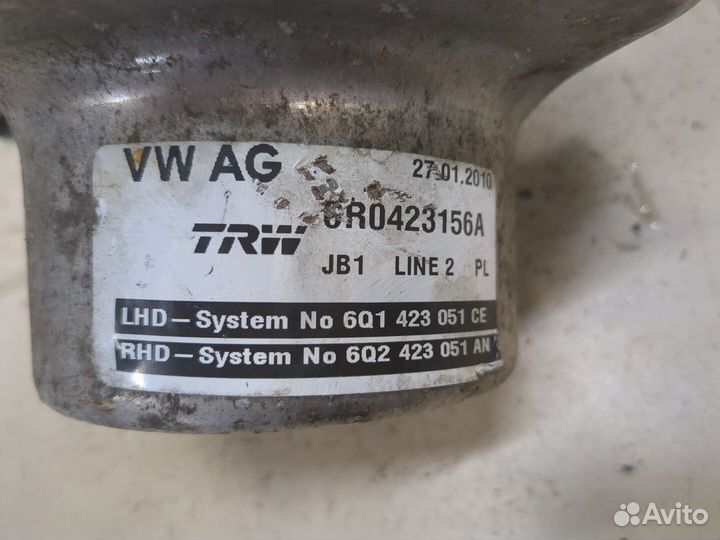 VW AG 27.01.2010
6R0423156A
TRW
JB1 LINE 2 PL
LHD-System No 6Q1 423 051 CE
RHD-System No 6Q2 423 051 AN
Avito